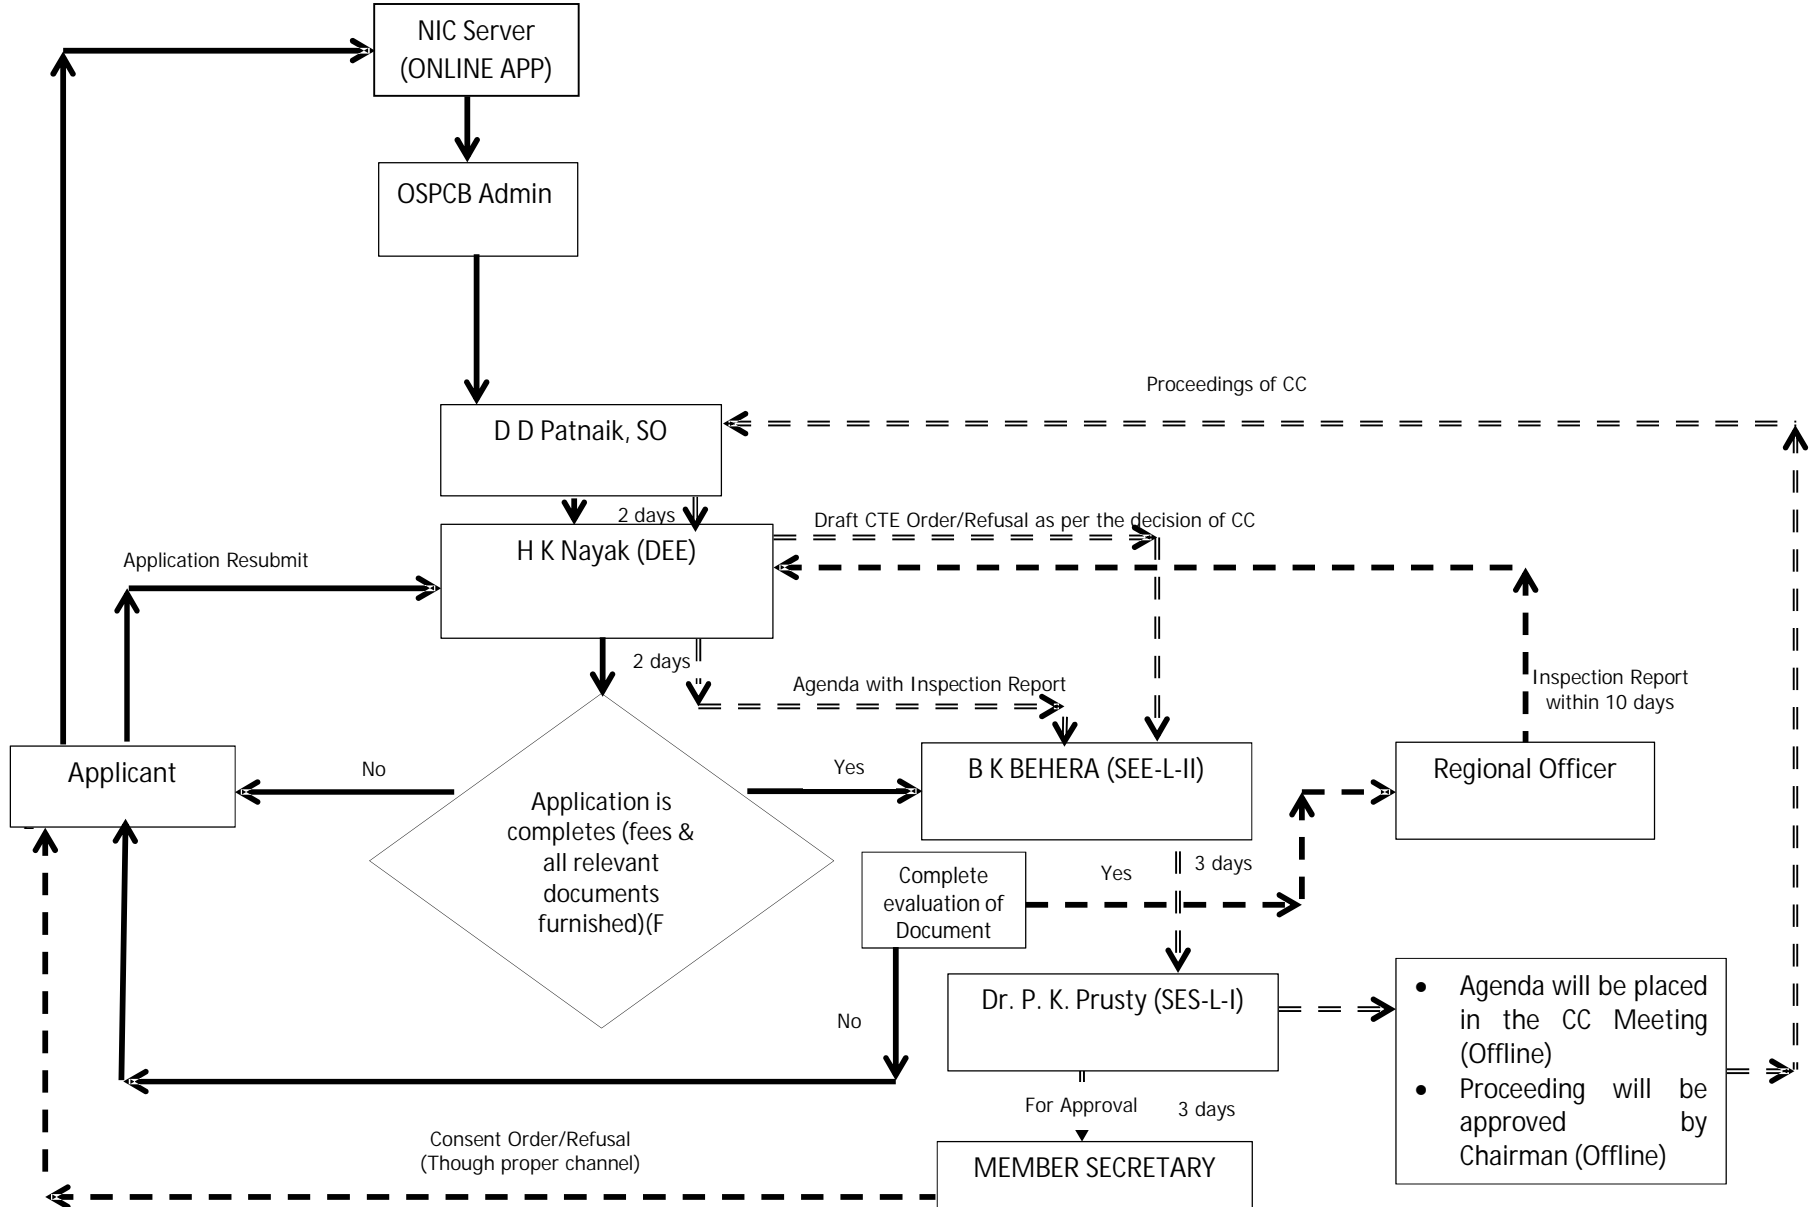 NIC Server
(ONLINE APP)
OSPCB Admin
Proceedings of CC
D D Patnaik, SO
2 days
Draft CTE Order/Refusal as per the decision of CC
H K Nayak (DEE)
Application Resubmit
2 days
Agenda with Inspection Report
Inspection Report
within 10 days
Applicant
No
Application is
completes (fees &
all relevant
documents
furnished)(F
Yes
B K BEHERA (SEE-L-II)
Regional Officer
Complete
evaluation of
Document
Yes
3 days
No
Dr. P. K. Prusty (SES-L-I)
• Agenda will be placed
in the CC Meeting
(Offline)
• Proceeding will be
approved by
Chairman (Offline)
For Approval
3 days
Consent Order/Refusal
(Though proper channel)
MEMBER SECRETARY